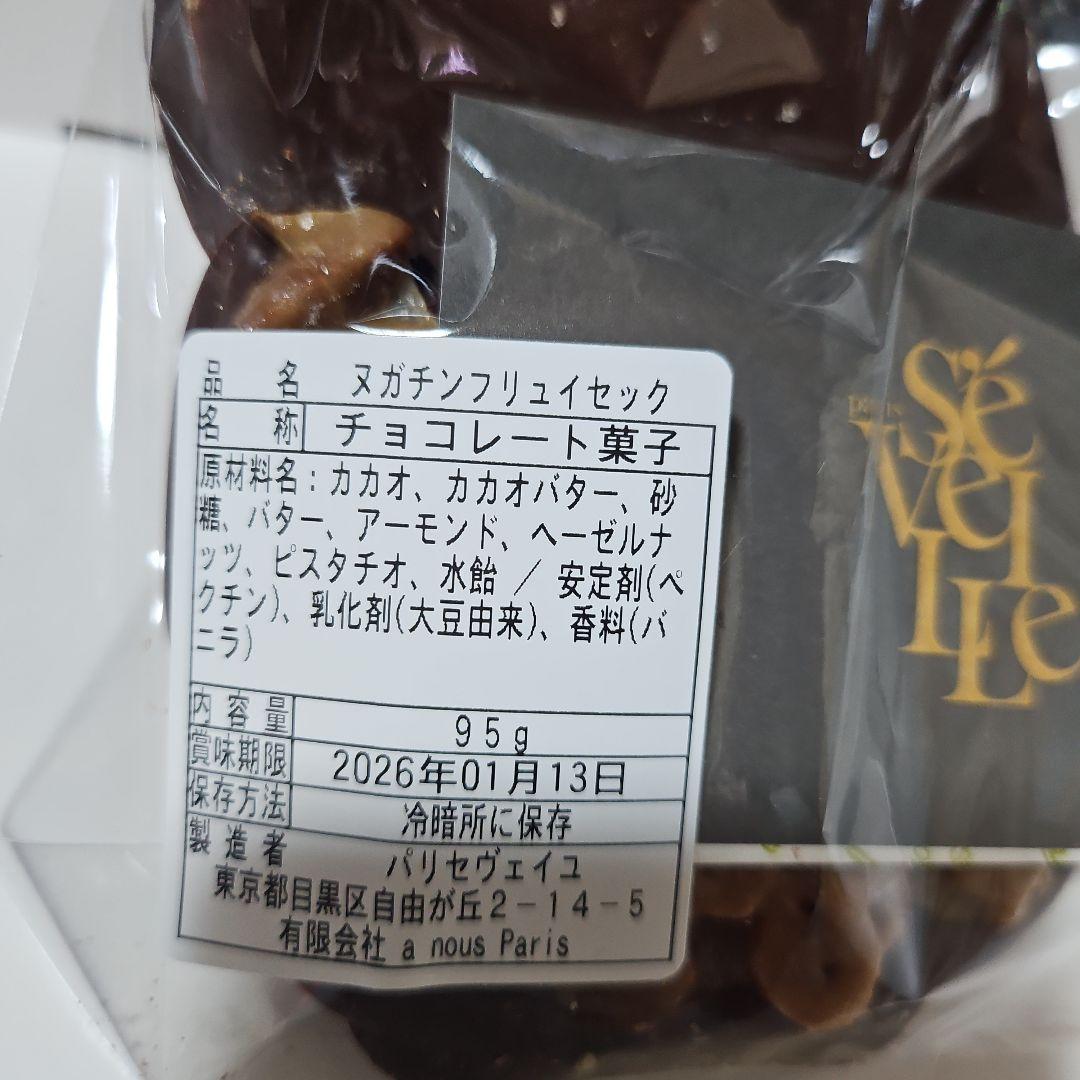 品 名 ヌガチンフリュイセック
名 称 チョコレート菓子
原材料名：カカオ、カカオバター、砂
糖、バター、アーモンド、ヘーゼルナ
ッツ、ピスタチオ、水飴 ／ 安定剤(ペ
クチン)、乳化剤(大豆由来)、香料(バ
ニラ)
内容量 95g
賞味期限 2026年01月13日
保存方法 冷暗所に保存
製造者 パリセヴェイユ
東京都目黒区自由が丘2－14－5
有限会社 a nous Paris
Sé
VeI
LLe